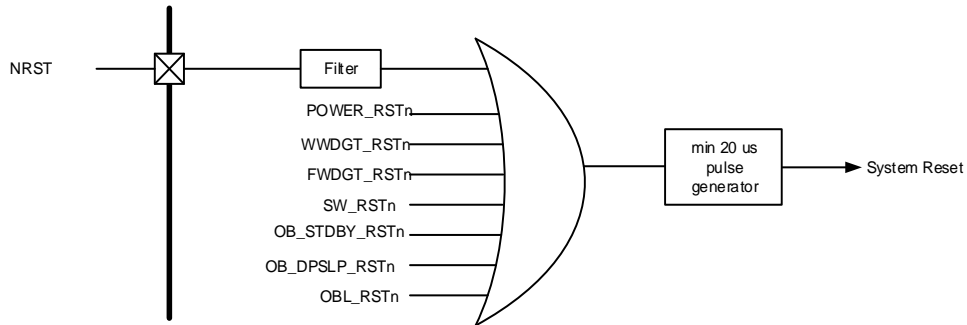 NRST
Filter
POWER_RSTn
WWDGT_RSTn
FWDGT_RSTn
SW_RSTn
OB_STDBY_RSTn
OB_DPSLP_RSTn
OBL_RSTn
min 20 us
pulse
generator
System Reset